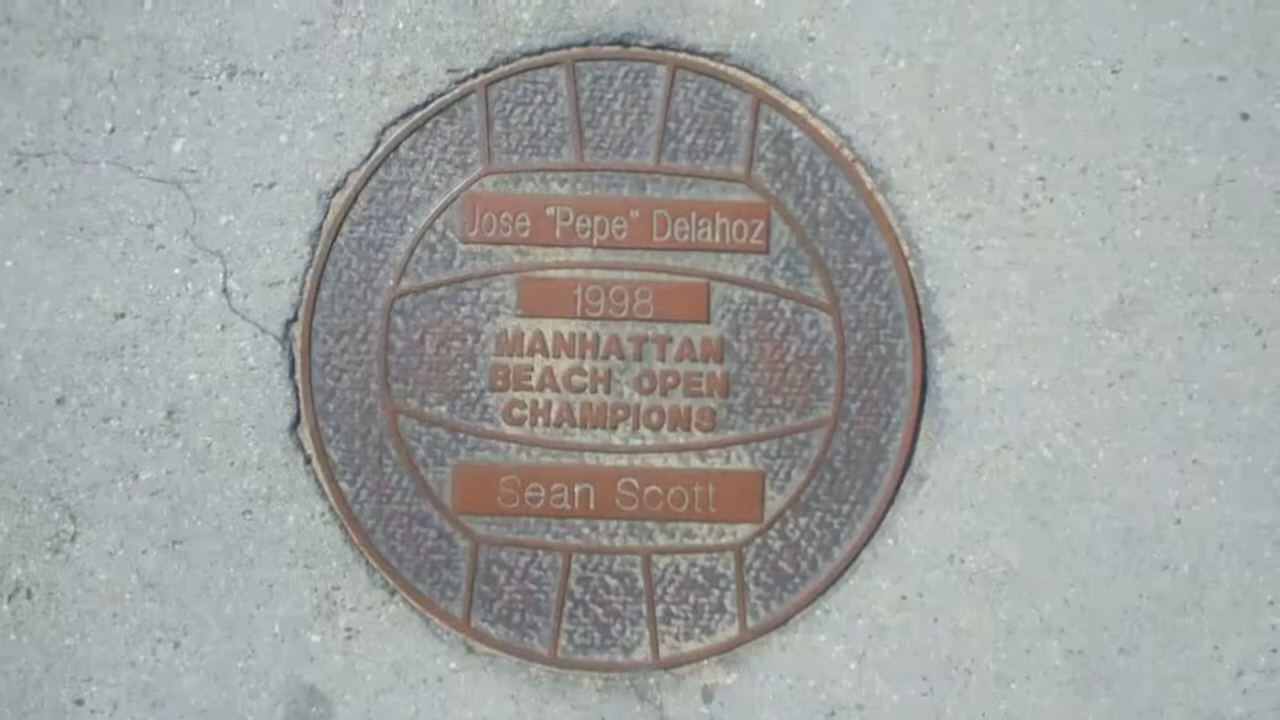 Jose "Pepe" Delahoz
1998
MANHATTAN
BEACH OPEN
CHAMPIONS
Sean Scott